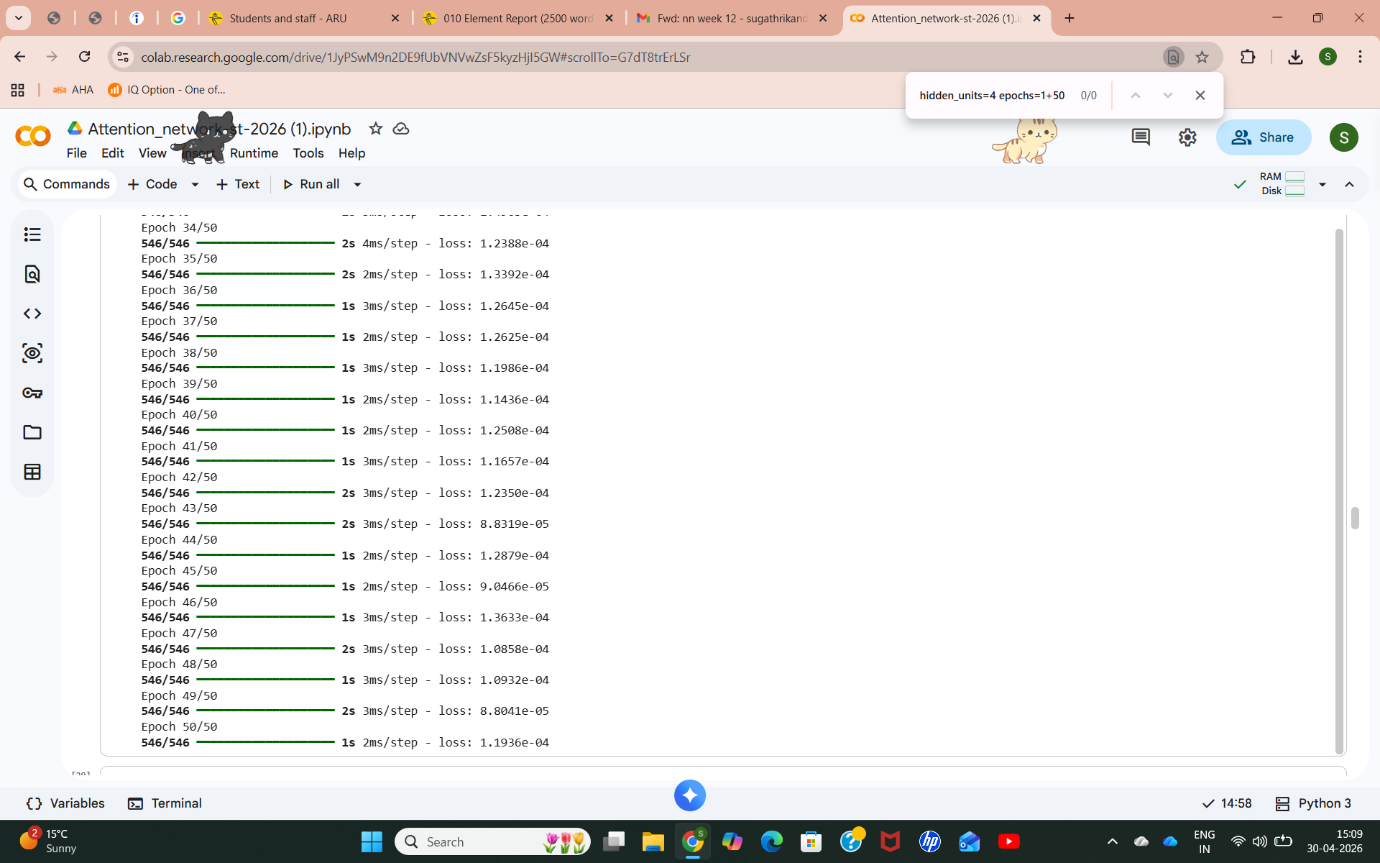 Students and staff - ARU
010 Element Report (2500 word
Fwd: nn week 12 - sugathrikand
Attention_network-st-2026 (1).i
colab.research.google.com/drive/1JyPSwM9n2DE9fUbVNVwZsF5kyzHjI5GW#scrollTo=G7dT8trErLSr
S
AHA
IQ Option - One of...
hidden_units=4 epochs=1+50 0/0
Attention_network-st-2026 (1).ipynb
File Edit View Insert Runtime Tools Help
Share
S
Commands + Code + Text Run all
RAM
Disk
Epoch 34/50
546/546 2s 4ms/step - loss: 1.2388e-04
Epoch 35/50
546/546 2s 2ms/step - loss: 1.3392e-04
Epoch 36/50
546/546 1s 3ms/step - loss: 1.2645e-04
Epoch 37/50
546/546 1s 2ms/step - loss: 1.2625e-04
Epoch 38/50
546/546 1s 3ms/step - loss: 1.1986e-04
Epoch 39/50
546/546 1s 2ms/step - loss: 1.1436e-04
Epoch 40/50
546/546 1s 2ms/step - loss: 1.2508e-04
Epoch 41/50
546/546 1s 3ms/step - loss: 1.1657e-04
Epoch 42/50
546/546 2s 3ms/step - loss: 1.2350e-04
Epoch 43/50
546/546 2s 3ms/step - loss: 8.8319e-05
Epoch 44/50
546/546 1s 2ms/step - loss: 1.2879e-04
Epoch 45/50
546/546 1s 2ms/step - loss: 9.0466e-05
Epoch 46/50
546/546 1s 3ms/step - loss: 1.3633e-04
Epoch 47/50
546/546 2s 3ms/step - loss: 1.0858e-04
Epoch 48/50
546/546 1s 3ms/step - loss: 1.0932e-04
Epoch 49/50
546/546 2s 3ms/step - loss: 8.8041e-05
Epoch 50/50
546/546 1s 2ms/step - loss: 1.1936e-04
Variables Terminal
14:58 Python 3
2
15°C
Sunny
Search
S
hp
ENG
IN
15:09
30-04-2026